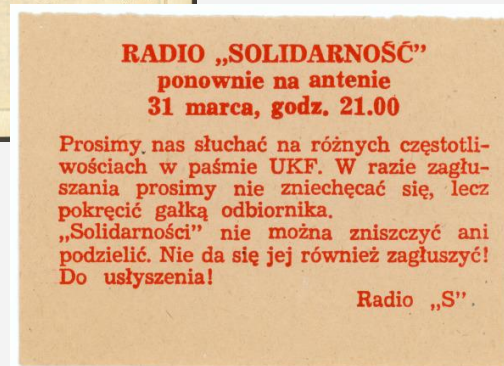 RADIO „SOLIDARNOŚĆ”
ponownie na antenie
31 marca, godz. 21.00
Prosimy nas słuchać na różnych częstotli-
wościach w paśmie UKF. W razie zagłu-
szania prosimy nie zniechęcać się, lecz
pokręcić gałką odbiornika.
„Solidarności” nie można zniszczyć ani
podzielić. Nie da się jej również zagłuszyć!
Do usłyszenia!
Radio „S”.